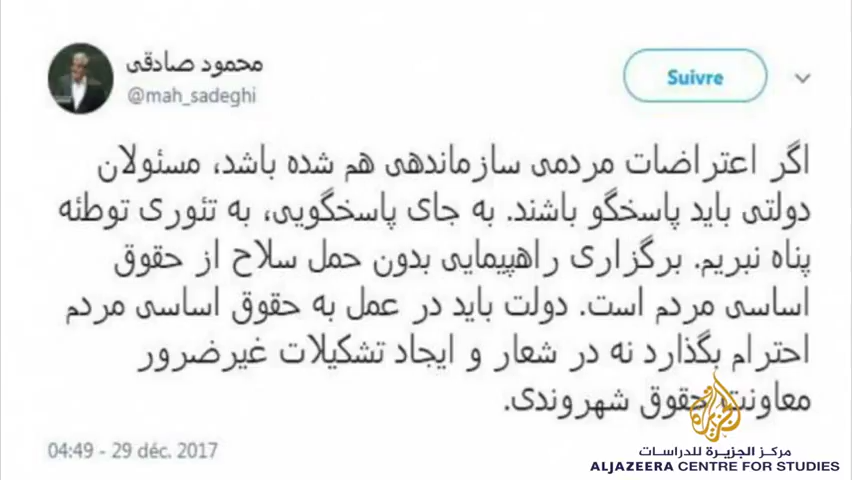 محمود صادقی
@mah_sadeghi
Suivre
اگر اعتراضات مردمی سازماندهی هم شده باشد، مسئولان
دولتی باید پاسخگو باشند. به جای پاسخگویی، به تئوری توطئه
پناه نبریم. برگزاری راهپیمایی بدون حمل سلاح از حقوق
اساسی مردم است. دولت باید در عمل به حقوق اساسی مردم
احترام بگذارد نه در شعار و ایجاد تشکیلات غیرضرور
معاونت حقوق شهروندی.
04:49 - 29 déc. 2017
الجزيرة
مركز الجزيرة للدراسات
ALJAZEERA CENTRE FOR STUDIES